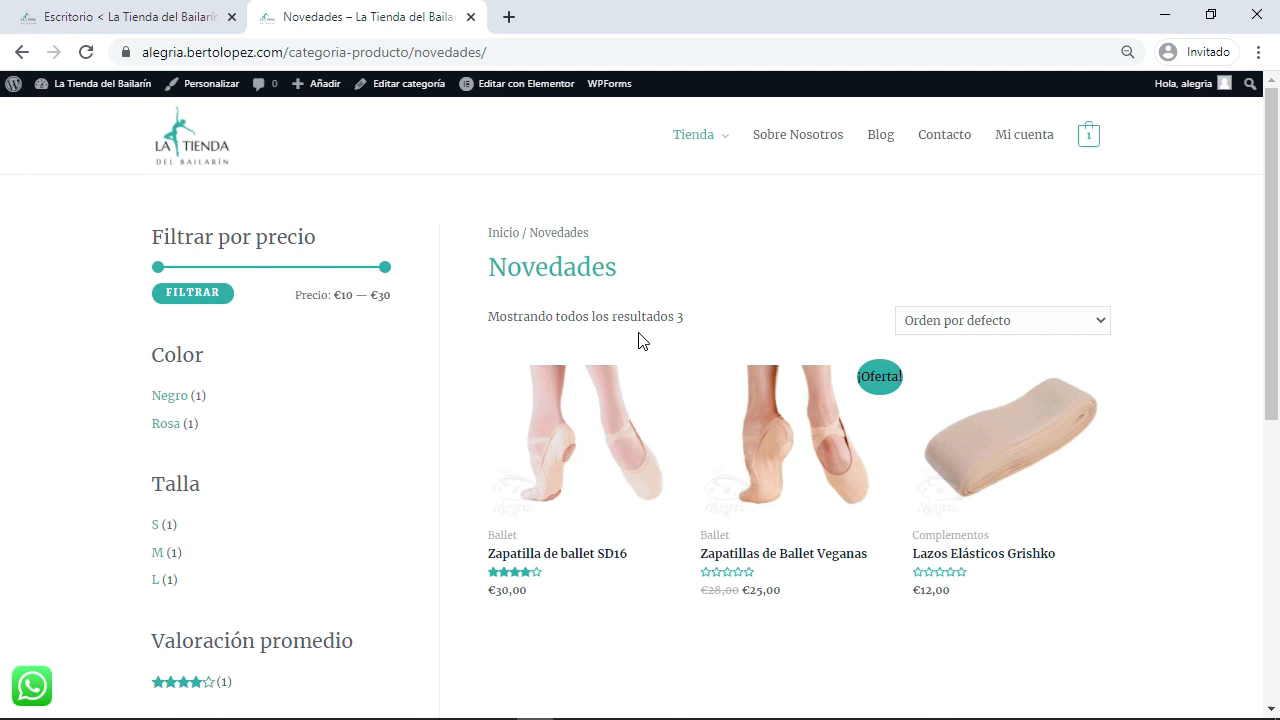 Escritorio < La Tienda del Bailarín
Novedades – La Tienda del Bailar
alegria.bertolopez.com/categoria-producto/novedades/
Invitado
La Tienda del Bailarín
Personalizar
0
Añadir
Editar categoría
Editar con Elementor
WPForms
Hola, alegria
LA TIENDA
DEL BAILARÍN
Tienda
Sobre Nosotros
Blog
Contacto
Mi cuenta
1
Filtrar por precio
FILTRAR
Precio: €10 — €30
Color
Negro (1)
Rosa (1)
Talla
S (1)
M (1)
L (1)
Valoración promedio
(1)
Inicio / Novedades
Novedades
Mostrando todos los resultados 3
Orden por defecto
¡Oferta!
alegria
alegria
alegria
Ballet
Zapatilla de ballet SD16
€30,00
Ballet
Zapatillas de Ballet Veganas
€28,00 €25,00
Complementos
Lazos Elásticos Grishko
€12,00